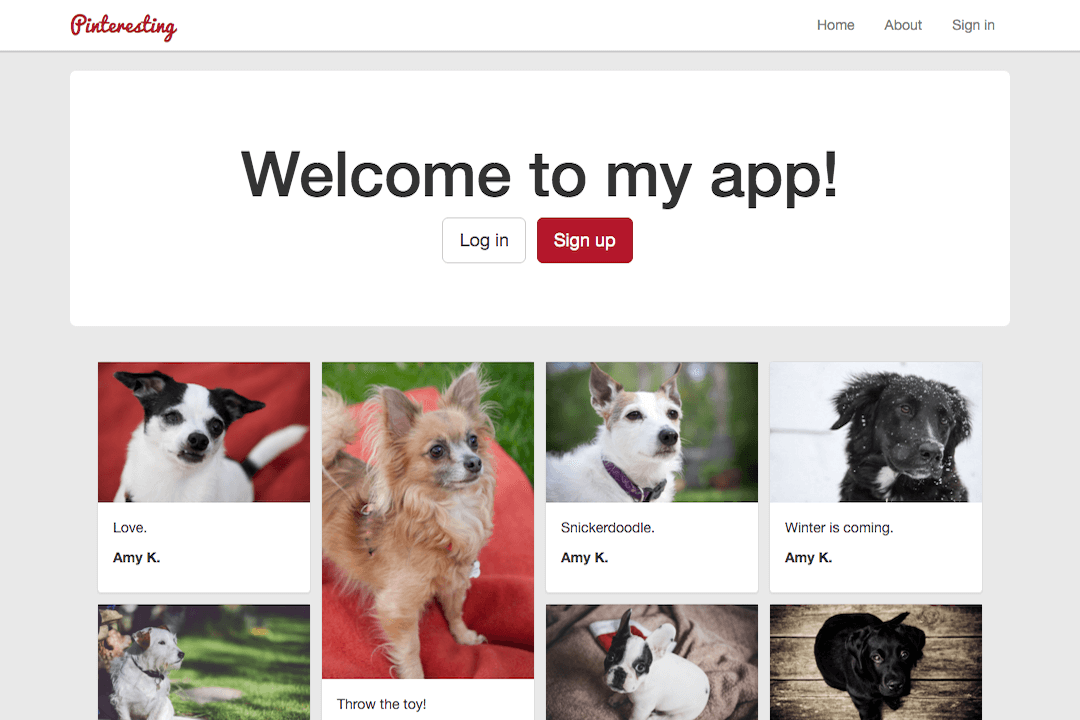 Pinteresting
Home About Sign in
Welcome to my app!
Log in Sign up
Love.
Amy K.
Snickerdoodle.
Amy K.
Winter is coming.
Amy K.
Throw the toy!